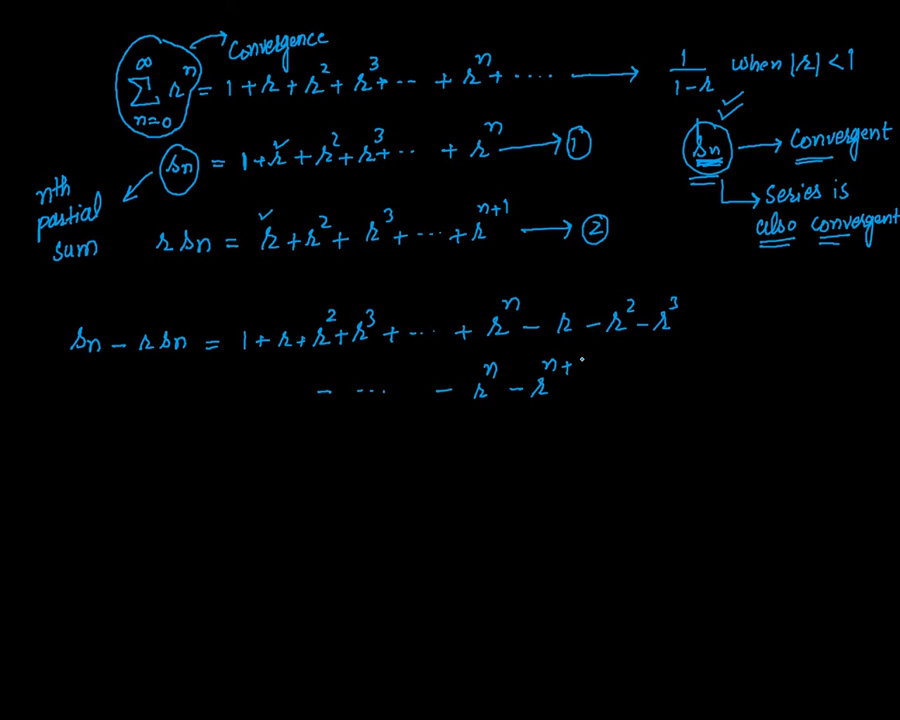 Convergence
∞
∑ r^n = 1 + r + r^2 + r^3 + ... + r^n + .... → 1/(1-r) when |r| < 1
n=0
sn = 1 + r + r^2 + r^3 + ... + r^n → ①
sn → Convergent
nth partial sum
series is
also convergent
r sn = r + r^2 + r^3 + ... + r^n+1 → ②
sn - r sn = 1 + r + r^2 + r^3 + ... + r^n - r - r^2 - r^3
- ... - r^n - r^n+